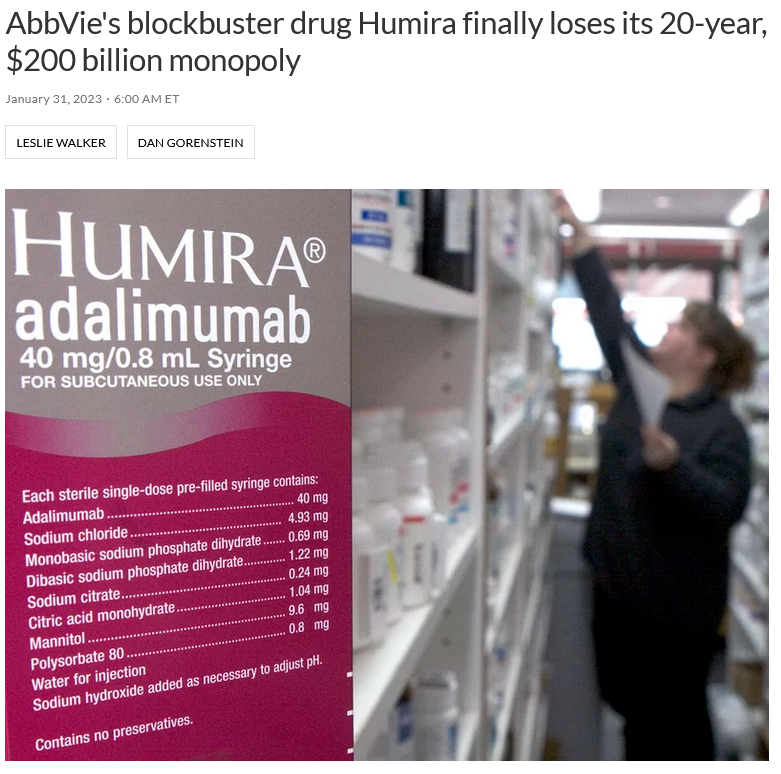 AbbVie's blockbuster drug Humira finally loses its 20-year,
$200 billion monopoly
January 31, 2023 · 6:00 AM ET
LESLIE WALKER
DAN GORENSTEIN
HUMIRA®
adalimumab
40 mg/0.8 mL Syringe
FOR SUBCUTANEOUS USE ONLY
Each sterile single-dose pre-filled syringe contains:
Adalimumab ........ 40 mg
Sodium chloride ........ 4.93 mg
Monobasic sodium phosphate dihydrate ........ 0.69 mg
Dibasic sodium phosphate dihydrate ........ 1.22 mg
Sodium citrate ........ 0.24 mg
Citric acid monohydrate ........ 1.04 mg
Mannitol ........ 9.6 mg
Polysorbate 80 ........ 0.8 mg
Water for injection
Sodium hydroxide added as necessary to adjust pH.
Contains no preservatives.